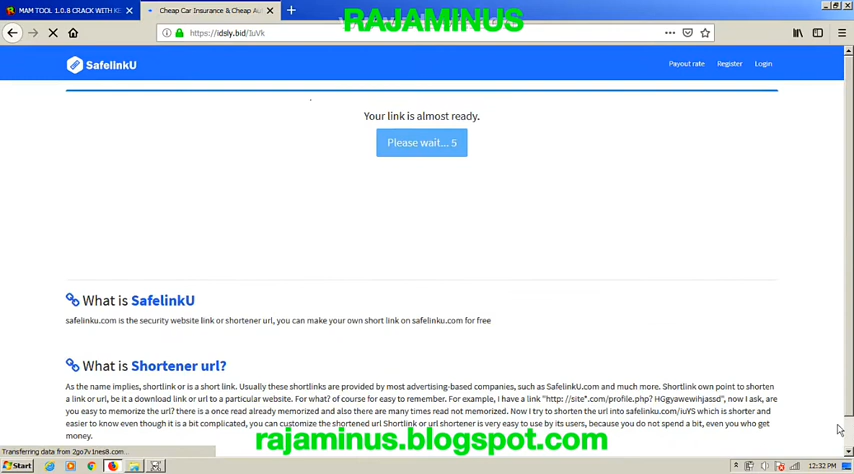 MAM TOOL 1.0.8 CRACK WITH KE
Cheap Car Insurance & Cheap Au
RAJAMINUS
https://idsly.bid/IuVk
SafelinkU
Payout rate
Register
Login
Your link is almost ready.
Please wait... 5
What is SafelinkU
safelinku.com is the security website link or shortener url, you can make your own short link on safelinku.com for free
What is Shortener url?
As the name implies, shortlink or is a short link. Usually these shortlinks are provided by most advertising-based companies, such as SafelinkU.com and much more. Shortlink own point to shorten
a link or url, be it a download link or url to a particular website. For what? of course for easy to remember. For example, I have a link "http: //site*.com/profile.php? HGgyawewihjassd", now I ask, are
you easy to memorize the url? there is a once read already memorized and also there are many times read not memorized. Now I try to shorten the url into safelinku.com/iuYS which is shorter and
easier to know even though it is a bit complicated, you can customize the shortened url Shortlink or url shortener is very easy to use by its users, because you do not spend a bit, even you who get
money.
rajaminus.blogspot.com
Transferring data from 2go7v1nes8.com...
Start
12:32 PM